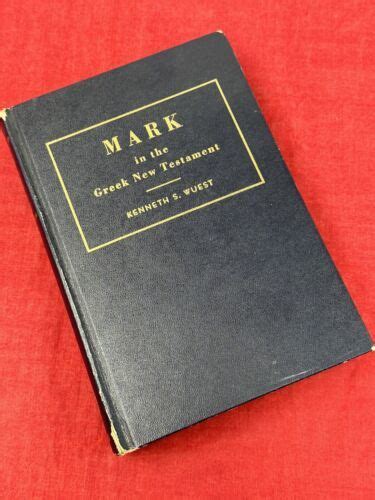 MARK
in the
Greek New Testament
KENNETH S. WUEST